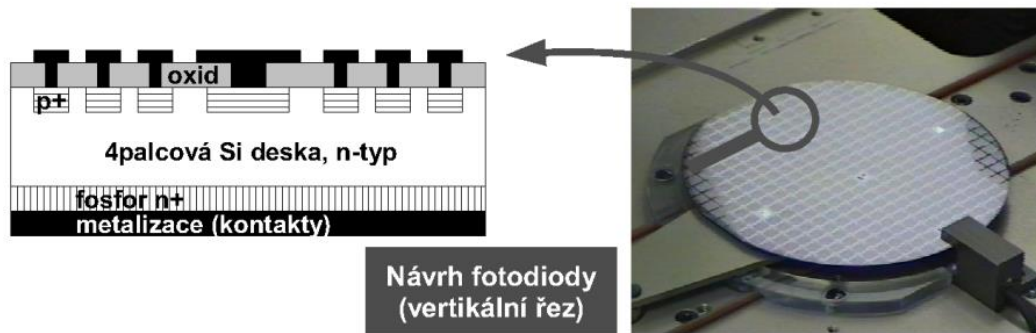 oxid
p+
4palcová Si deska, n-typ
fosfor n+
metalizace (kontakty)
Návrh fotodiody
(vertikální řez)